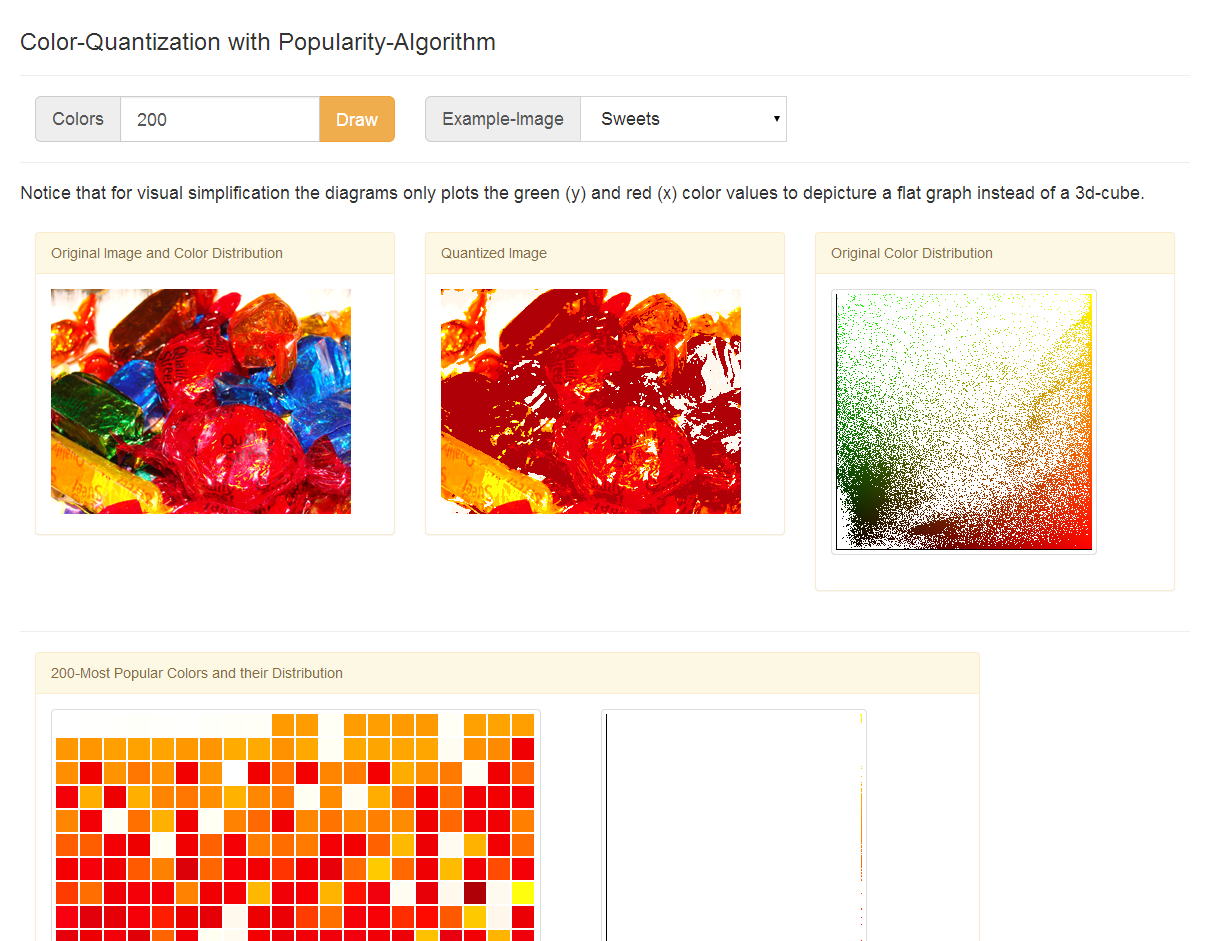 Color-Quantization with Popularity-Algorithm
Colors 200 Draw Example-Image Sweets
Notice that for visual simplification the diagrams only plots the green (y) and red (x) color values to depicture a flat graph instead of a 3d-cube.
Original Image and Color Distribution
Quantized Image
Original Color Distribution
200-Most Popular Colors and their Distribution